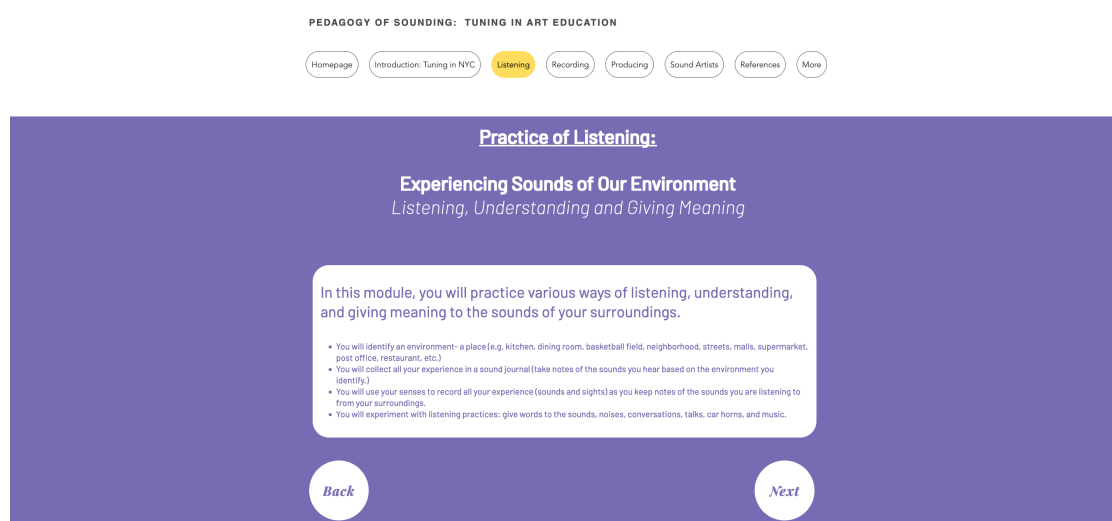 PEDAGOGY OF SOUNDING: TUNING IN ART EDUCATION
Homepage
Introduction: Tuning in NYC
Listening
Recording
Producing
Sound Artists
References
More
Practice of Listening:
Experiencing Sounds of Our Environment
Listening, Understanding and Giving Meaning
In this module, you will practice various ways of listening, understanding,
and giving meaning to the sounds of your surroundings.
• You will identify an environment- a place (e.g. kitchen, dining room, basketball field, neighborhood, streets, malls, supermarket,
post office, restaurant, etc.)
• You will collect all your experience in a sound journal (take notes of the sounds you hear based on the environment you
identify.)
• You will use your senses to record all your experience (sounds and sights) as you keep notes of the sounds you are listening to
from your surroundings.
• You will experiment with listening practices: give words to the sounds, noises, conversations, talks, car horns, and music.
Back
Next